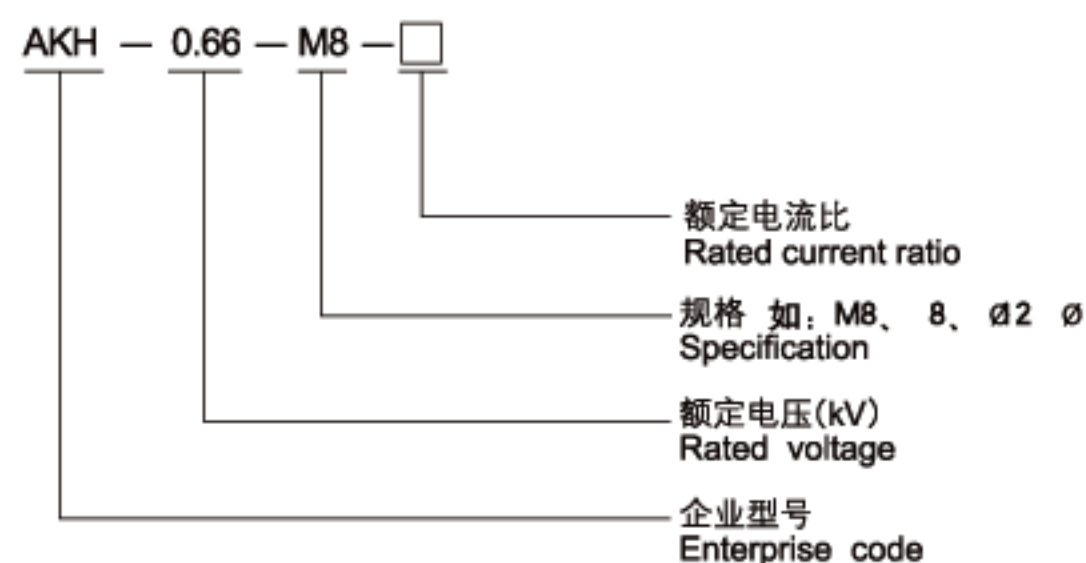 AKH — 0.66 — M8 — □
额定电流比
Rated current ratio
规格 如：M8、 8、 Ø2 Ø
Specification
额定电压(kV)
Rated voltage
企业型号
Enterprise code